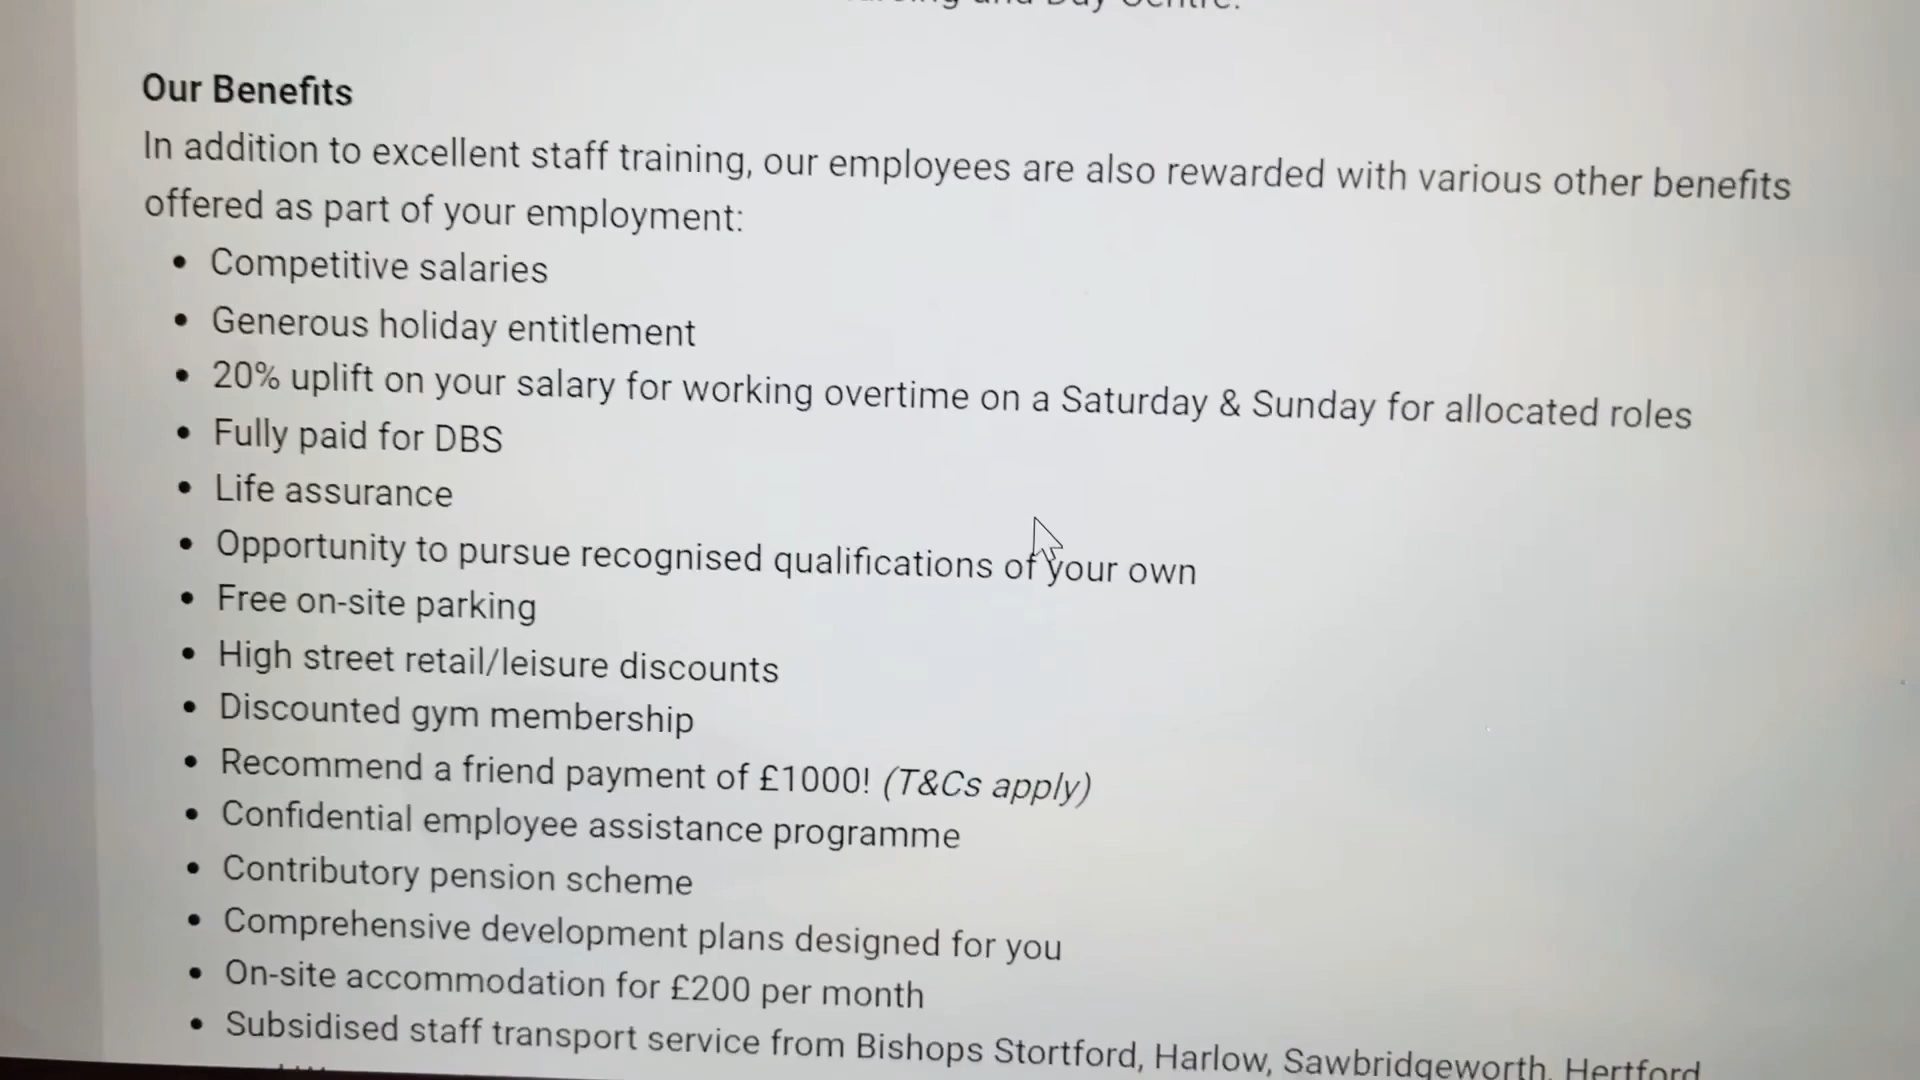 and Day Centre.
Our Benefits
In addition to excellent staff training, our employees are also rewarded with various other benefits
offered as part of your employment:
• Competitive salaries
• Generous holiday entitlement
• 20% uplift on your salary for working overtime on a Saturday & Sunday for allocated roles
• Fully paid for DBS
• Life assurance
• Opportunity to pursue recognised qualifications of your own
• Free on-site parking
• High street retail/leisure discounts
• Discounted gym membership
• Recommend a friend payment of £1000! (T&Cs apply)
• Confidential employee assistance programme
• Contributory pension scheme
• Comprehensive development plans designed for you
• On-site accommodation for £200 per month
• Subsidised staff transport service from Bishops Stortford, Harlow, Sawbridgeworth, Hertford